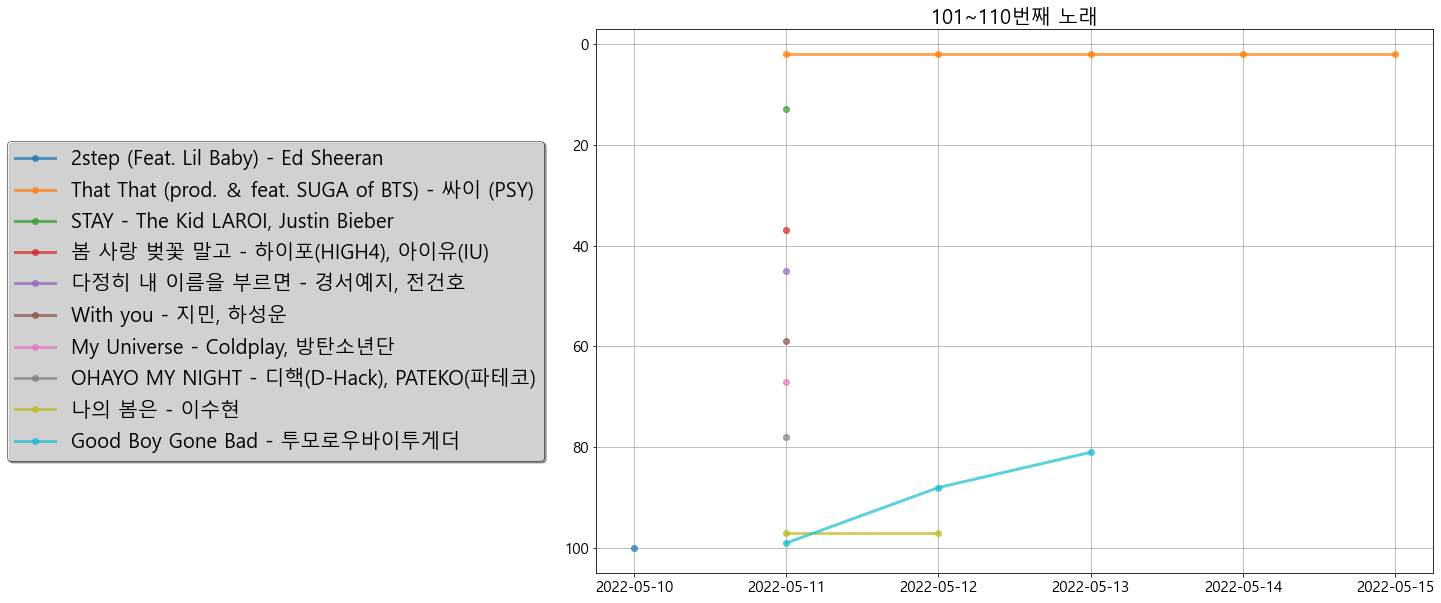 101~110번째 노래
2step (Feat. Lil Baby) - Ed Sheeran
That That (prod. & feat. SUGA of BTS) - 싸이 (PSY)
STAY - The Kid LAROI, Justin Bieber
봄 사랑 벚꽃 말고 - 하이포(HIGH4), 아이유(IU)
다정히 내 이름을 부르면 - 경서예지, 전건호
With you - 지민, 하성운
My Universe - Coldplay, 방탄소년단
OHAYO MY NIGHT - 디핵(D-Hack), PATEKO(파테코)
나의 봄은 - 이수현
Good Boy Gone Bad - 투모로우바이투게더
0
20
40
60
80
100
2022-05-10 2022-05-11 2022-05-12 2022-05-13 2022-05-14 2022-05-15